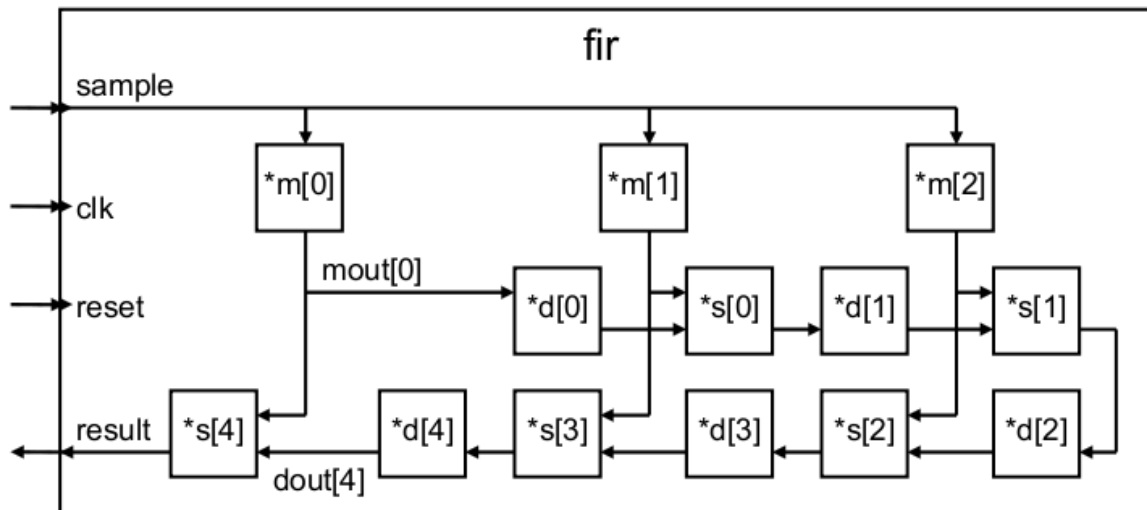 fir
sample
*m[0] *m[1] *m[2]
clk
mout[0]
reset
*d[0] *s[0] *d[1] *s[1]
result
*s[4] *d[4] *s[3] *d[3] *s[2] *d[2]
dout[4]